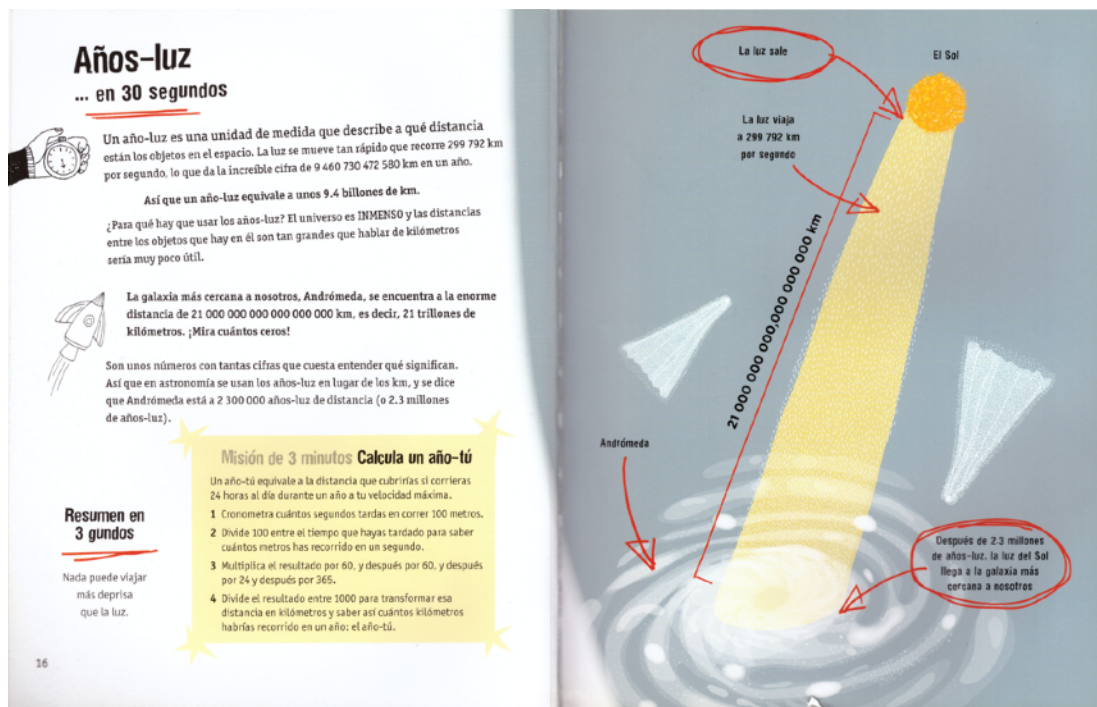 Años-luz
... en 30 segundos
Un año-luz es una unidad de medida que describe a qué distancia
están los objetos en el espacio. La luz se mueve tan rápido que recorre 299 792 km
por segundo, lo que da la increíble cifra de 9 460 730 472 580 km en un año.
Así que un año-luz equivale a unos 9.4 billones de km.
¿Para qué hay que usar los años-luz? El universo es INMENSO y las distancias
entre los objetos que hay en él son tan grandes que hablar de kilómetros
sería muy poco útil.
La galaxia más cercana a nosotros, Andrómeda, se encuentra a la enorme
distancia de 21 000 000 000 000 000 000 km, es decir, 21 trillones de
kilómetros. ¡Mira cuántos ceros!
Son unos números con tantas cifras que cuesta entender qué significan.
Así que en astronomía se usan los años-luz en lugar de los km, y se dice
que Andrómeda está a 2 300 000 años-luz de distancia (o 2.3 millones
de años-luz).
Misión de 3 minutos Calcula un año-tú
Un año-tú equivale a la distancia que cubrirías si corrieras
24 horas al día durante un año a tu velocidad máxima.
1 Cronometra cuántos segundos tardas en correr 100 metros.
2 Divide 100 entre el tiempo que hayas tardado para saber
cuántos metros has recorrido en un segundo.
3 Multiplica el resultado por 60, y después por 60, y después
por 24 y después por 365.
4 Divide el resultado entre 1000 para transformar esa
distancia en kilómetros y saber así cuántos kilómetros
habrías recorrido en un año: el año-tú.
Resumen en
3 gundos
Nada puede viajar
más deprisa
que la luz.
16
La luz sale
El Sol
La luz viaja
a 299 792 km
por segundo
21 000 000 000,000 000 000 km
Andrómeda
Después de 2.3 millones
de años-luz, la luz del Sol
llega a la galaxia más
cercana a nosotros